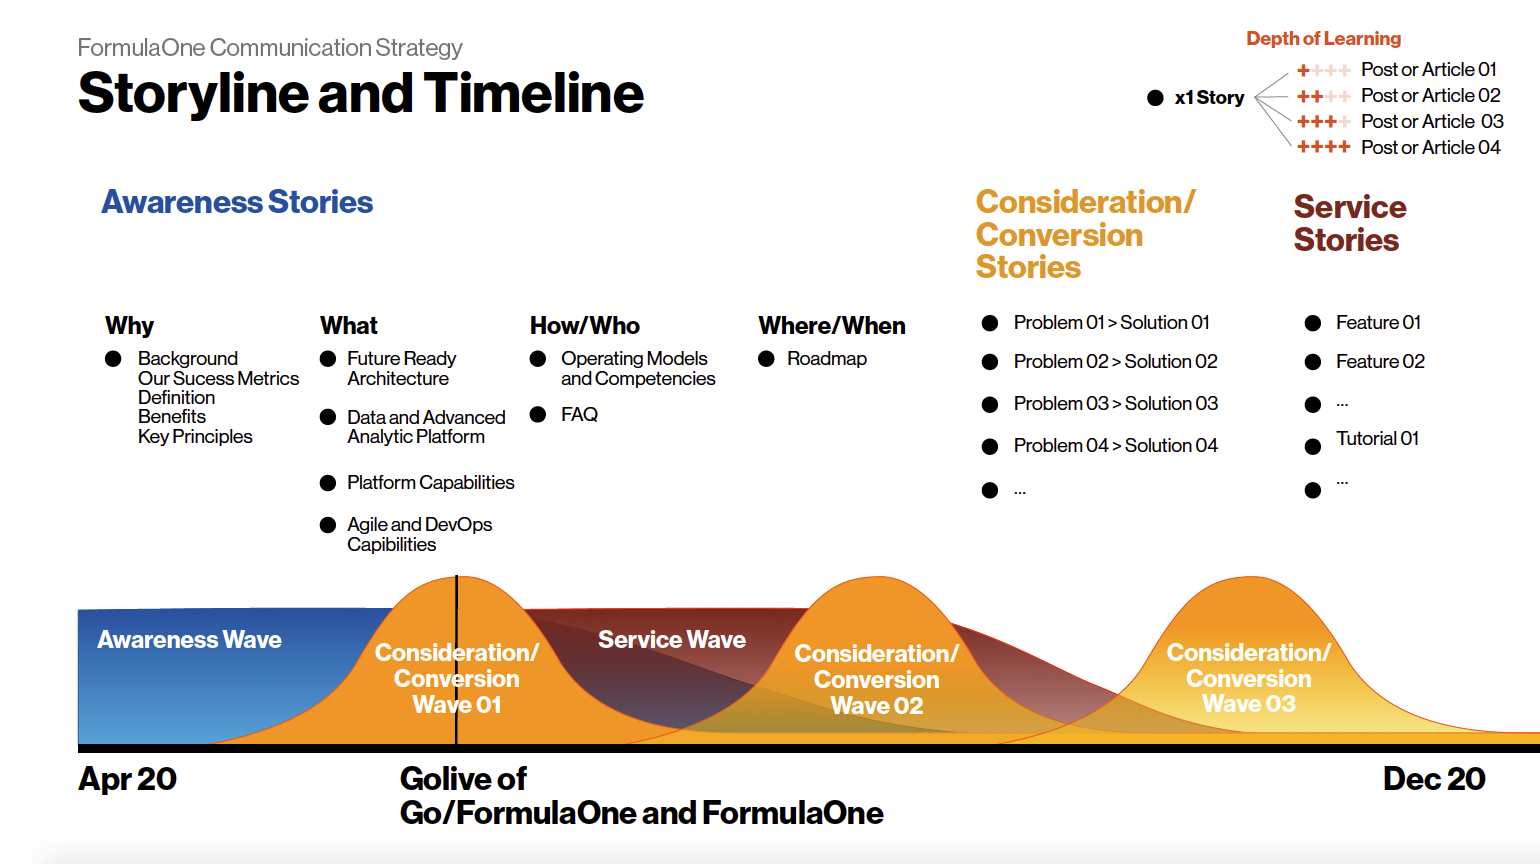 FormulaOne Communication Strategy
Storyline and Timeline
Depth of Learning
x1 Story
++++ Post or Article 01
++++ Post or Article 02
++++ Post or Article 03
++++ Post or Article 04
Awareness Stories
Why
Background
Our Sucess Metrics
Definition
Benefits
Key Principles
What
Future Ready
Architecture
Data and Advanced
Analytic Platform
Platform Capabilities
Agile and DevOps
Capibilities
How/Who
Operating Models
and Competencies
FAQ
Where/When
Roadmap
Consideration/
Conversion
Stories
Problem 01 > Solution 01
Problem 02 > Solution 02
Problem 03 > Solution 03
Problem 04 > Solution 04
...
Service
Stories
Feature 01
Feature 02
...
Tutorial 01
...
Awareness Wave
Consideration/
Conversion
Wave 01
Service Wave
Consideration/
Conversion
Wave 02
Consideration/
Conversion
Wave 03
Apr 20
Golive of
Go/FormulaOne and FormulaOne
Dec 20